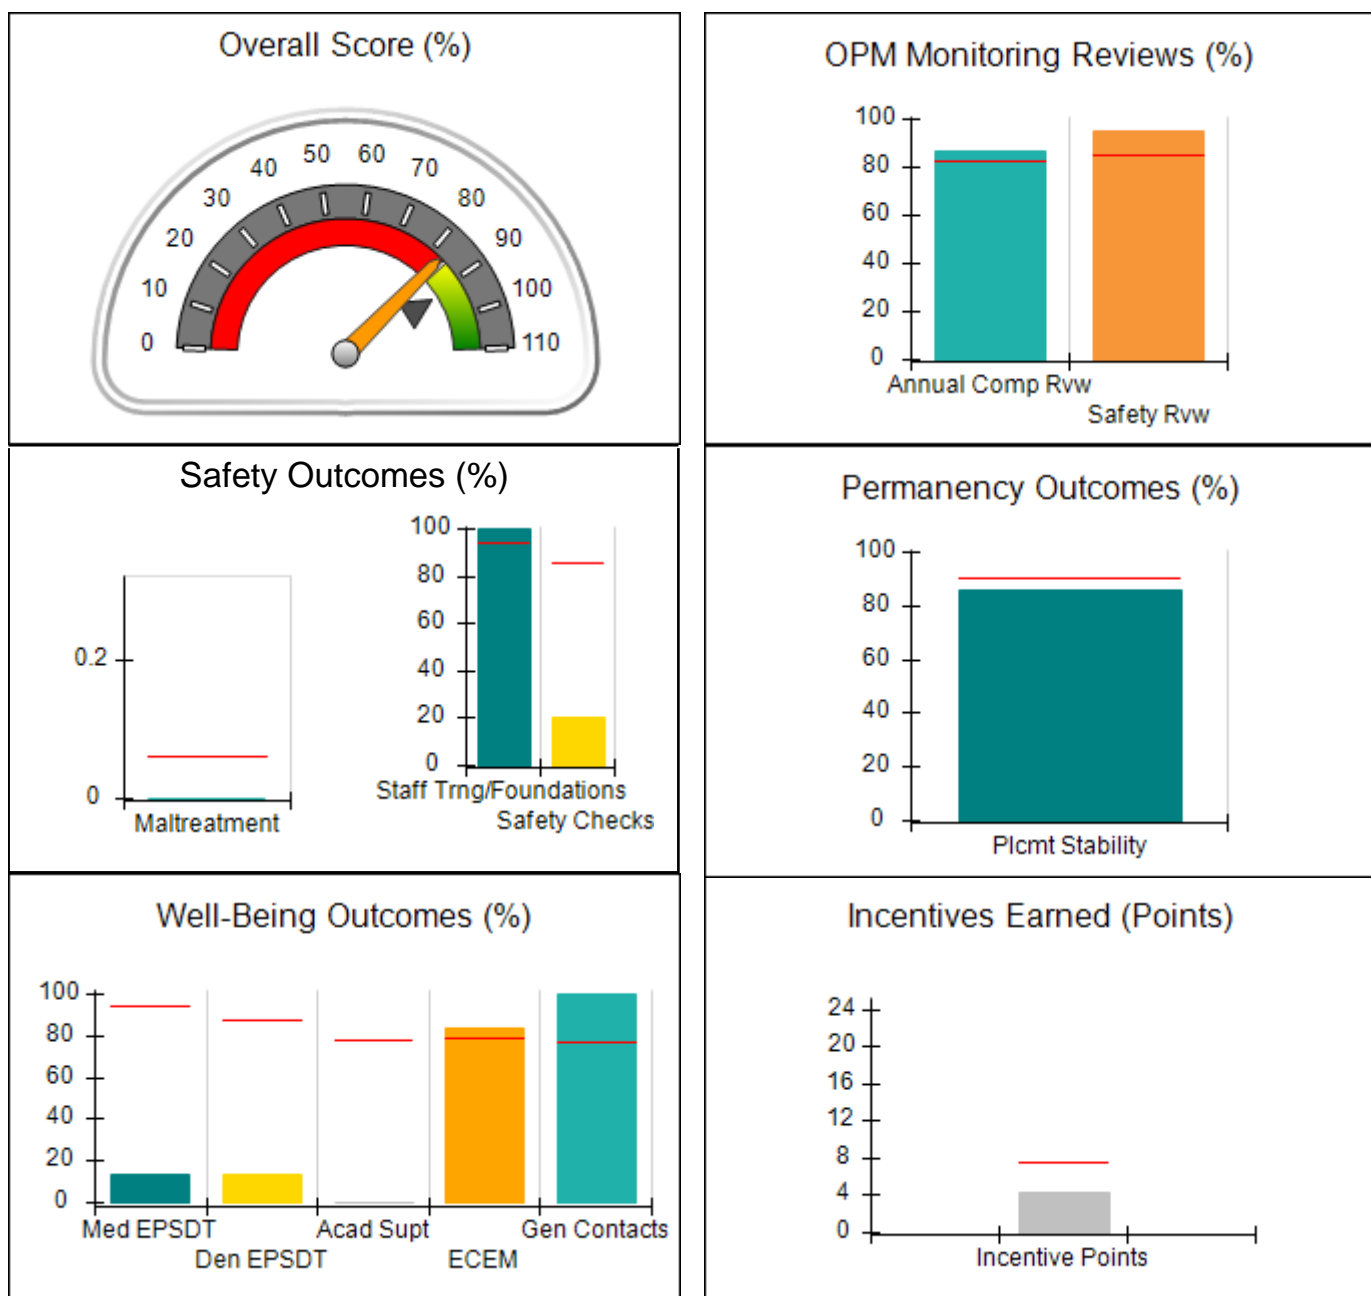 Overall Score (%)
0
10
20
30
40
50
60
70
80
90
100
110
OPM Monitoring Reviews (%)
100
80
60
40
20
0
Annual Comp Rvw
Safety Rvw
Safety Outcomes (%)
0.2
0
Maltreatment
100
80
60
40
20
0
Staff Trng/Foundations
Safety Checks
Permanency Outcomes (%)
100
80
60
40
20
0
Plcmt Stability
Well-Being Outcomes (%)
100
80
60
40
20
0
Med EPSDT
Den EPSDT
Acad Supt
ECEM
Gen Contacts
Incentives Earned (Points)
24
20
16
12
8
4
0
Incentive Points